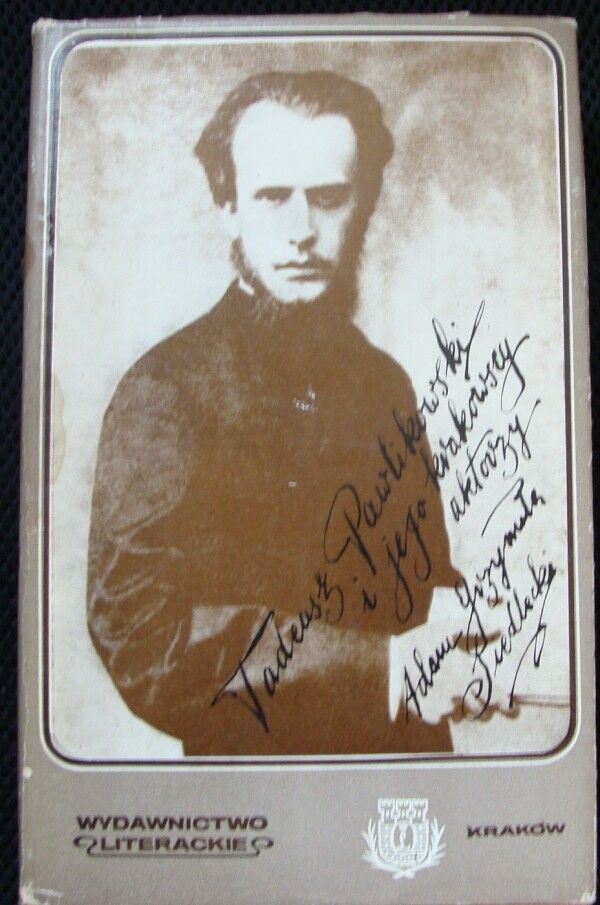 Tadeusz Pawlikowski
i jego krakowscy
aktorzy
Adam Grzymała
Siedlecki
WYDAWNICTWO
LITERACKIE
KRAKÓW